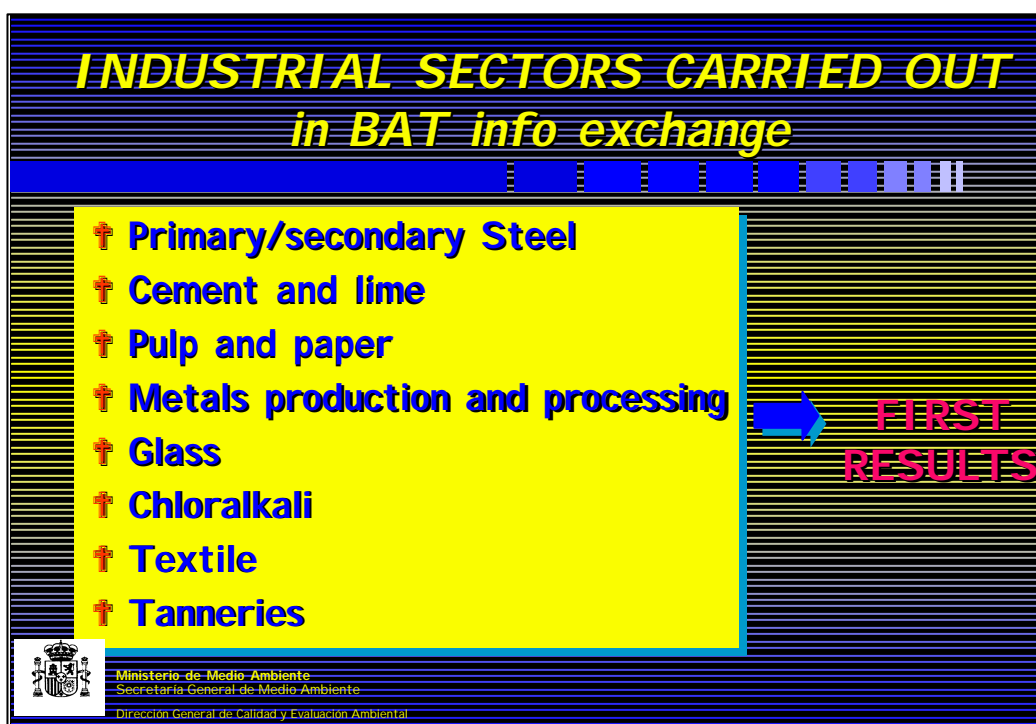 INDUSTRIAL SECTORS CARRIED OUT
in BAT info exchange
Primary/secondary Steel
Cement and lime
Pulp and paper
Metals production and processing
Glass
Chloralkali
Textile
Tanneries
FIRST
RESULTS
Ministerio de Medio Ambiente
Secretaría General de Medio Ambiente
Dirección General de Calidad y Evaluación Ambiental